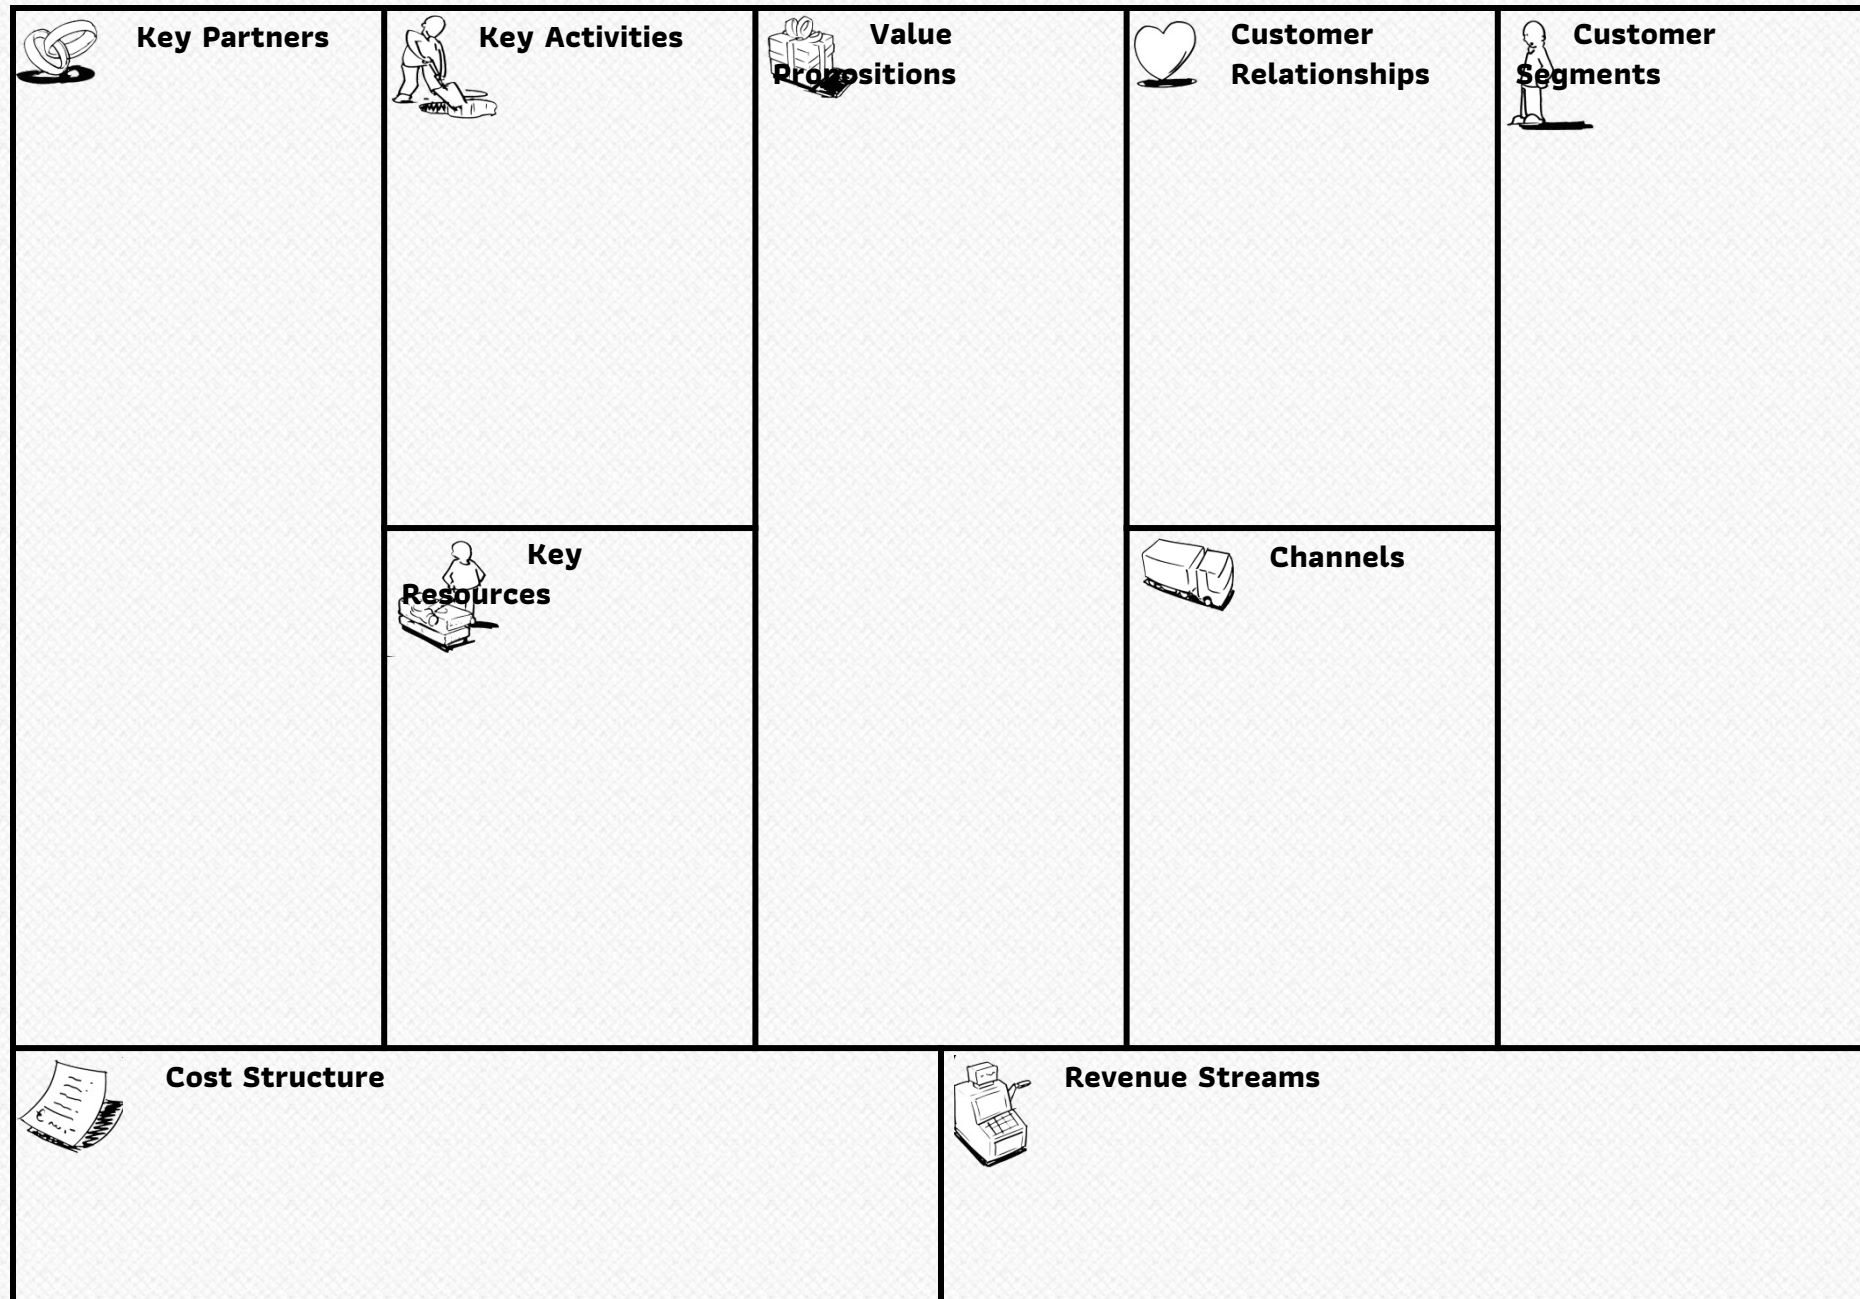 Key Partners
Key Activities
Value
Propositions
Customer
Relationships
Customer
Segments
Key
Resources
Channels
Cost Structure
Revenue Streams